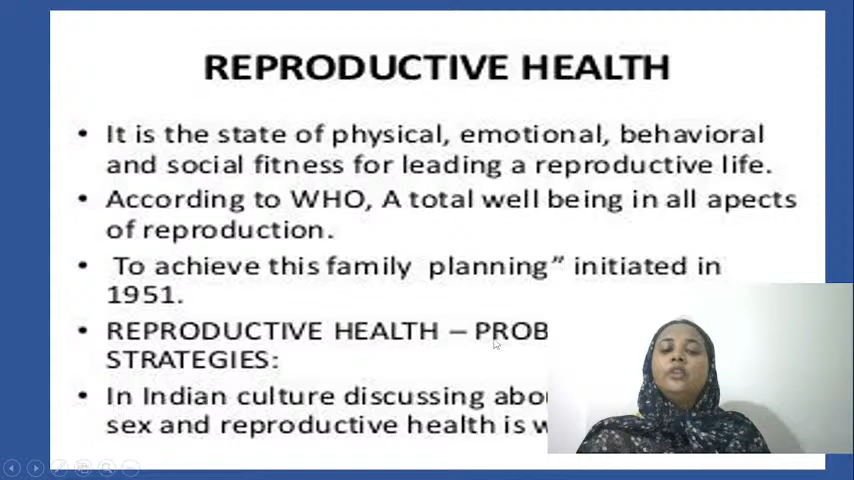 REPRODUCTIVE HEALTH
• It is the state of physical, emotional, behavioral
and social fitness for leading a reproductive life.
• According to WHO, A total well being in all apects
of reproduction.
• To achieve this family planning” initiated in
1951.
• REPRODUCTIVE HEALTH – PROB
STRATEGIES:
• In Indian culture discussing abo
sex and reproductive health is w